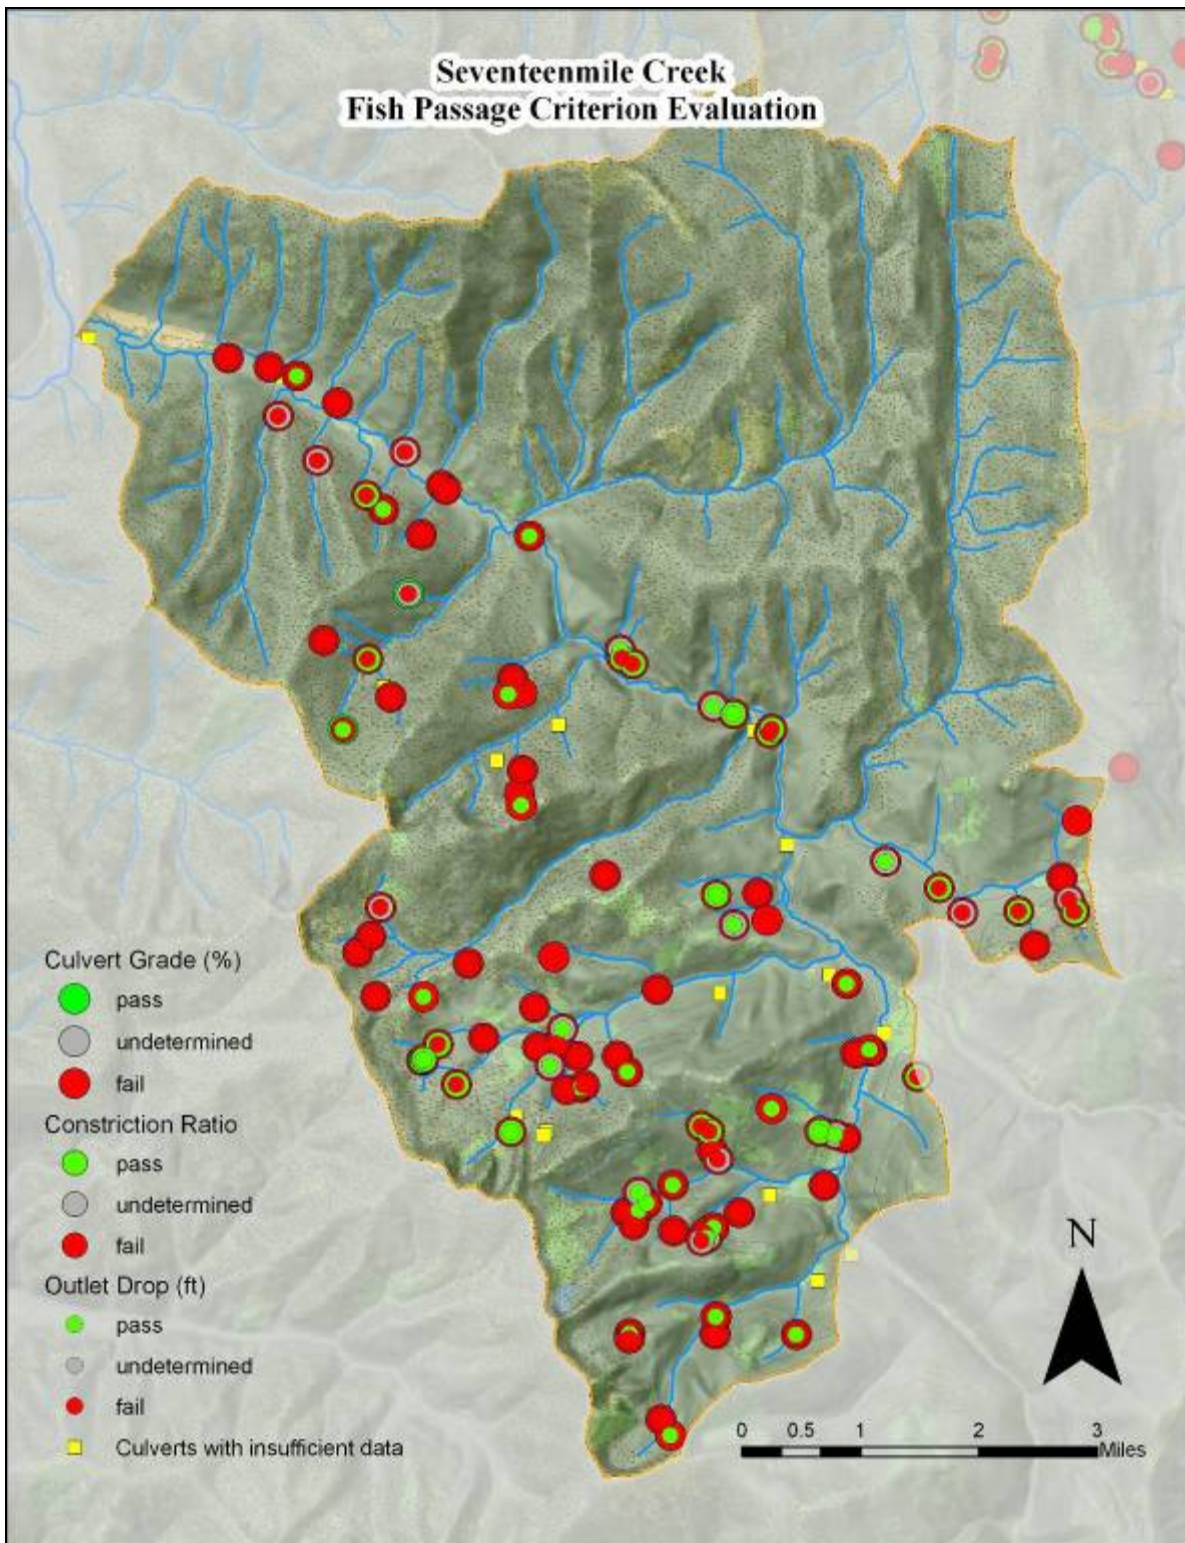 Seventeenmile Creek
Fish Passage Criterion Evaluation
Culvert Grade (%)
pass
undetermined
fail
Constriction Ratio
pass
undetermined
fail
Outlet Drop (ft)
pass
undetermined
fail
Culverts with insufficient data
N
0 0.5 1 2 3
Miles